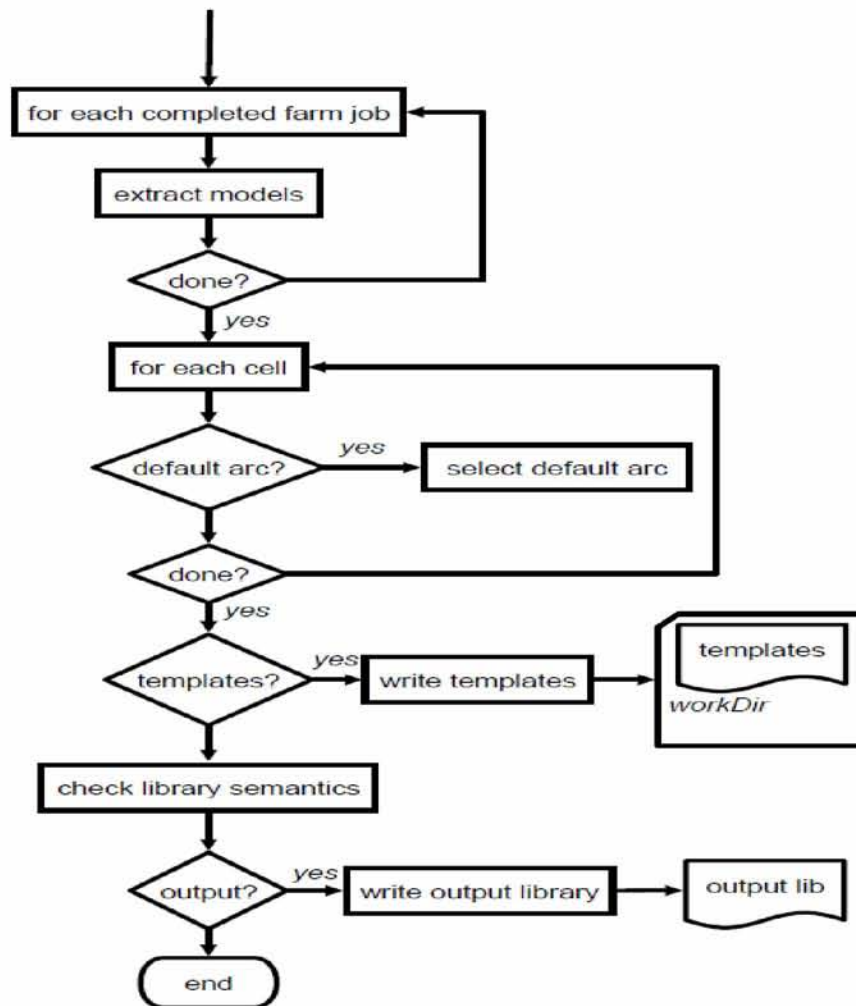 for each completed farm job
extract models
done?
yes
for each cell
default arc?
yes
select default arc
done?
yes
templates?
yes
write templates
templates
workDir
check library semantics
output?
yes
write output library
output lib
end